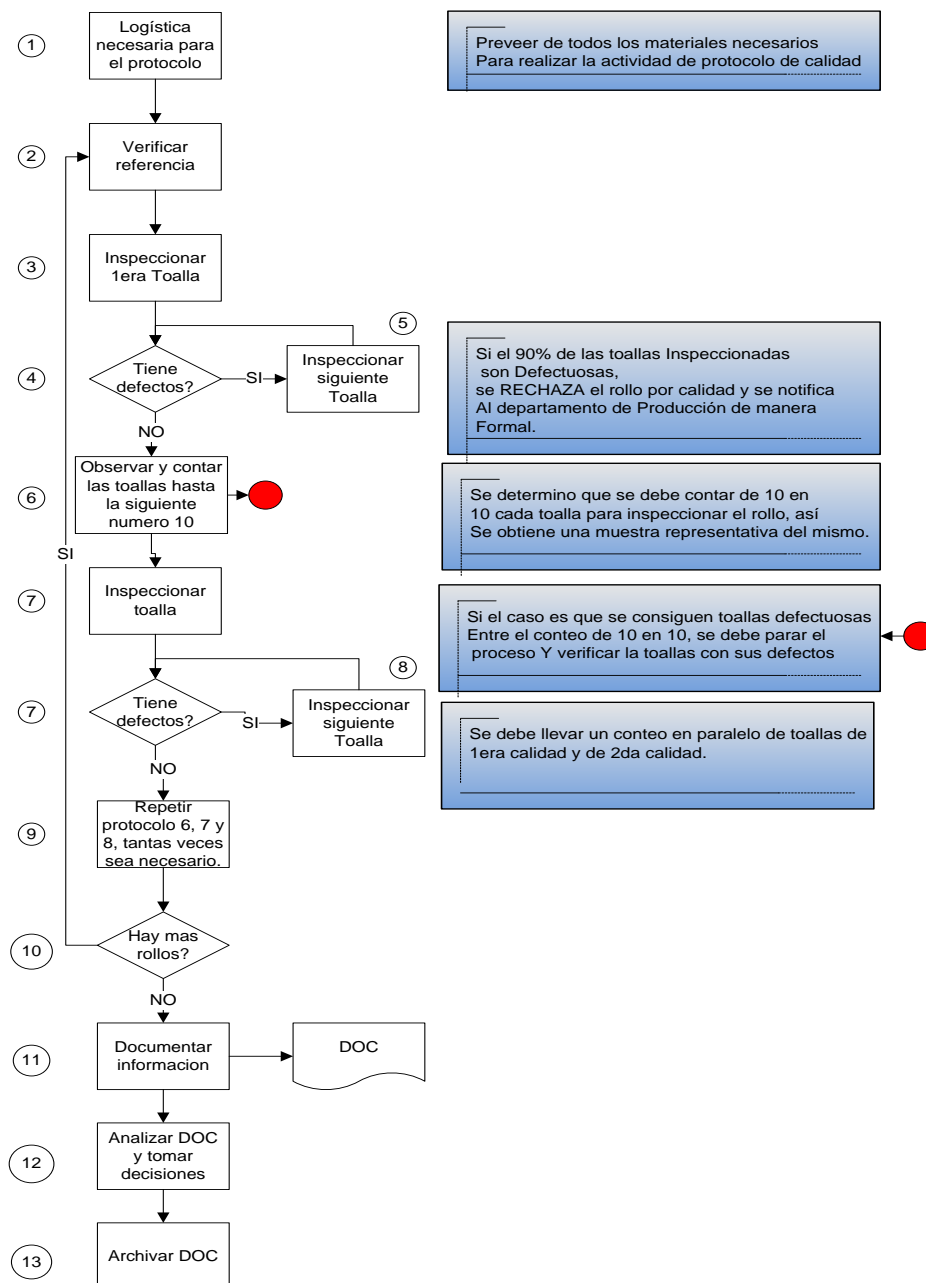 1
Logística
necesaria para
el protocolo
Preveer de todos los materiales necesarios
Para realizar la actividad de protocolo de calidad
2
Verificar
referencia
3
Inspeccionar
1era Toalla
5
4
Tiene
defectos?
SI
Inspeccionar
siguiente
Toalla
Si el 90% de las toallas Inspeccionadas
son Defectuosas,
se RECHAZA el rollo por calidad y se notifica
Al departamento de Producción de manera
Formal.
NO
6
Observar y contar
las toallas hasta
la siguiente
numero 10
Se determino que se debe contar de 10 en
10 cada toalla para inspeccionar el rollo, así
Se obtiene una muestra representativa del mismo.
SI
7
Inspeccionar
toalla
Si el caso es que se consiguen toallas defectuosas
Entre el conteo de 10 en 10, se debe parar el
proceso Y verificar la toallas con sus defectos
8
7
Tiene
defectos?
SI
Inspeccionar
siguiente
Toalla
Se debe llevar un conteo en paralelo de toallas de
1era calidad y de 2da calidad.
NO
9
Repetir
protocolo 6, 7 y
8, tantas veces
sea necesario.
10
Hay mas
rollos?
NO
11
Documentar
informacion
DOC
12
Analizar DOC
y tomar
decisiones
13
Archivar DOC